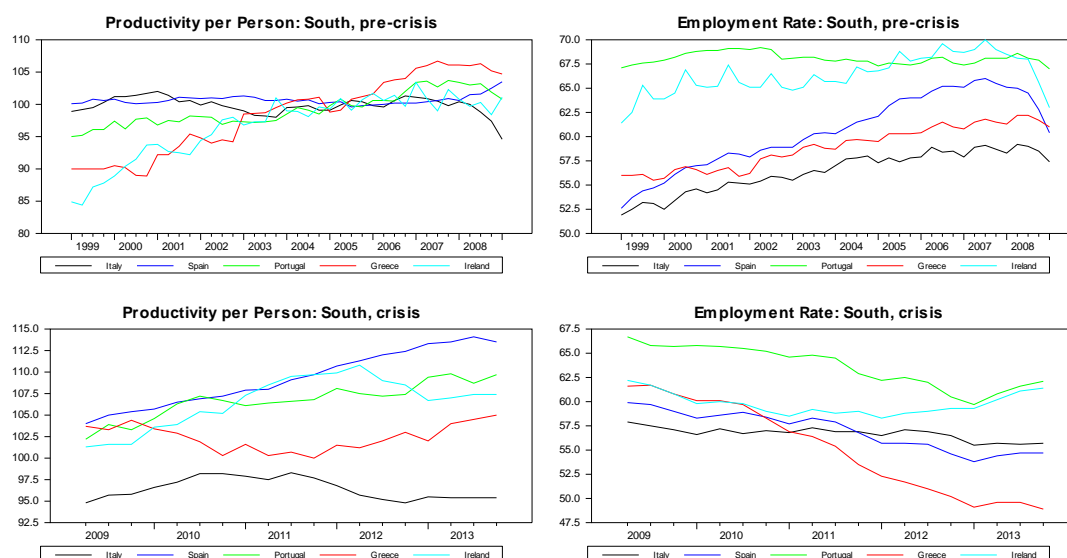 Productivity per Person: South, pre-crisis
110
105
100
95
90
85
80
1999 2000 2001 2002 2003 2004 2005 2006 2007 2008
Italy Spain Portugal Greece Ireland
Employment Rate: South, pre-crisis
70.0
67.5
65.0
62.5
60.0
57.5
55.0
52.5
50.0
1999 2000 2001 2002 2003 2004 2005 2006 2007 2008
Italy Spain Portugal Greece Ireland
Productivity per Person: South, crisis
115.0
112.5
110.0
107.5
105.0
102.5
100.0
97.5
95.0
92.5
2009 2010 2011 2012 2013
Italy Spain Portugal Greece Ireland
Employment Rate: South, crisis
67.5
65.0
62.5
60.0
57.5
55.0
52.5
50.0
47.5
2009 2010 2011 2012 2013
Italy Spain Portugal Greece Ireland